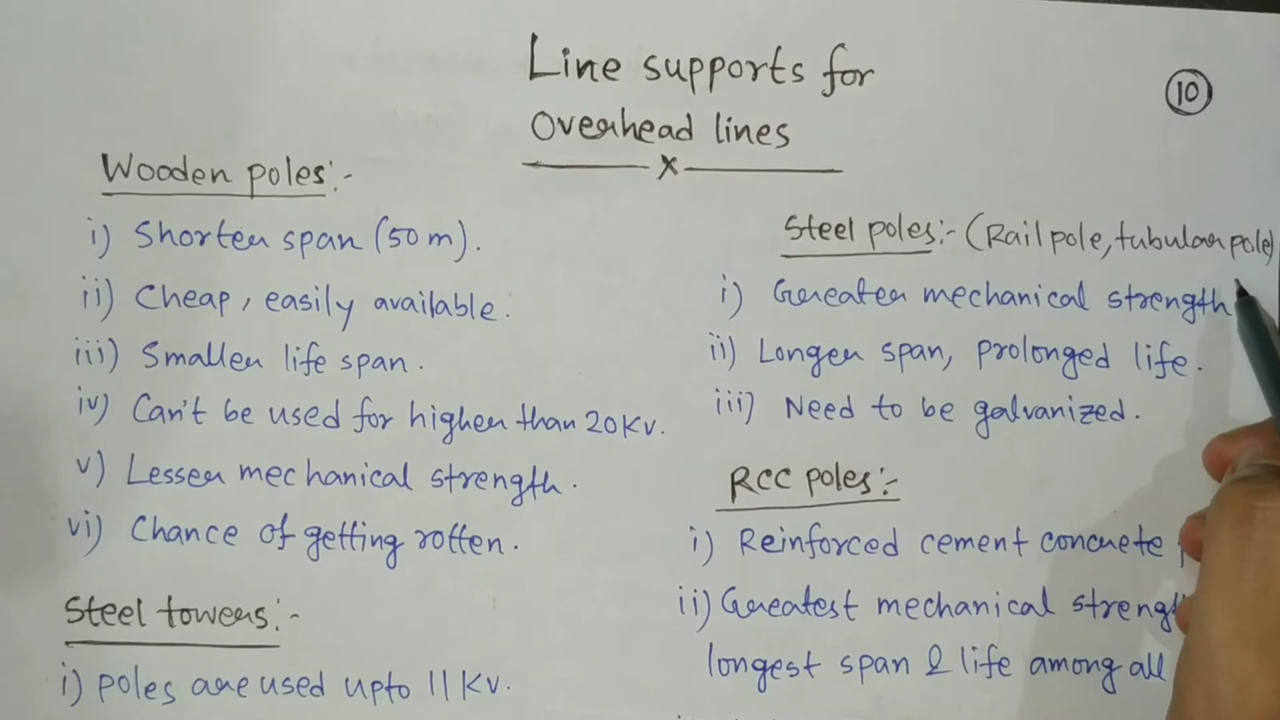 Line supports for
Overhead lines
x
10
Wooden poles:-
i) Shorter span (50 m).
ii) Cheap, easily available.
iii) Smaller life span.
iv) Can't be used for higher than 20KV.
v) Lesser mechanical strength.
vi) Chance of getting rotten.
Steel towers:-
i) poles are used upto 11KV.
Steel poles:- (Rail pole, tubular pole)
i) Greater mechanical strength
ii) Longer span, prolonged life.
iii) Need to be galvanized.
RCC poles:-
i) Reinforced cement concrete
ii) Greatest mechanical
longest span & life among all